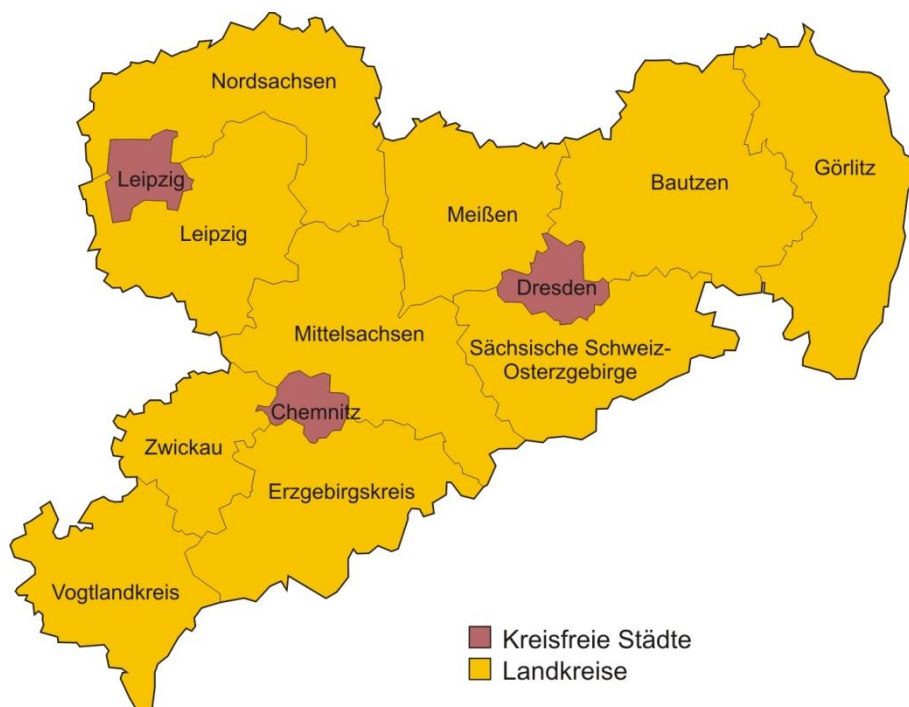 Nordsachsen
Leipzig
Leipzig
Meißen
Bautzen
Görlitz
Dresden
Mittelsachsen
Sächsische Schweiz-
Osterzgebirge
Chemnitz
Zwickau
Erzgebirgskreis
Vogtlandkreis
Kreisfreie Städte
Landkreise